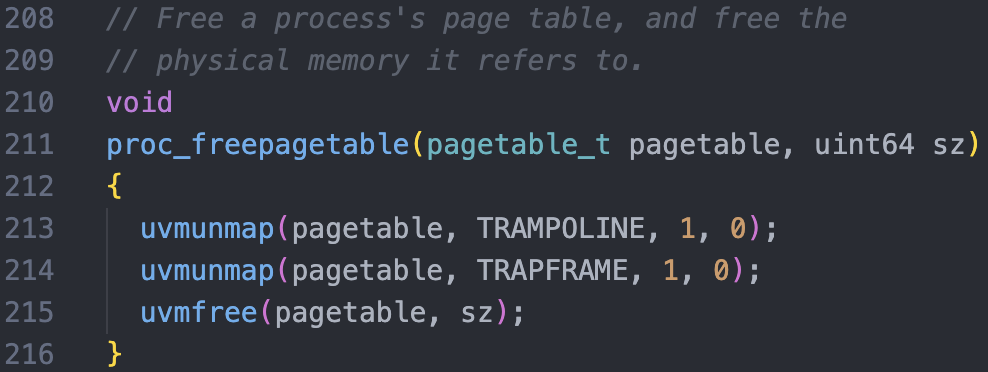 208 // Free a process's page table, and free the
209 // physical memory it refers to.
210 void
211 proc_freepagetable(pagetable_t pagetable, uint64 sz)
212 {
213 uvmunmap(pagetable, TRAMPOLINE, 1, 0);
214 uvmunmap(pagetable, TRAPFRAME, 1, 0);
215 uvmfree(pagetable, sz);
216 }